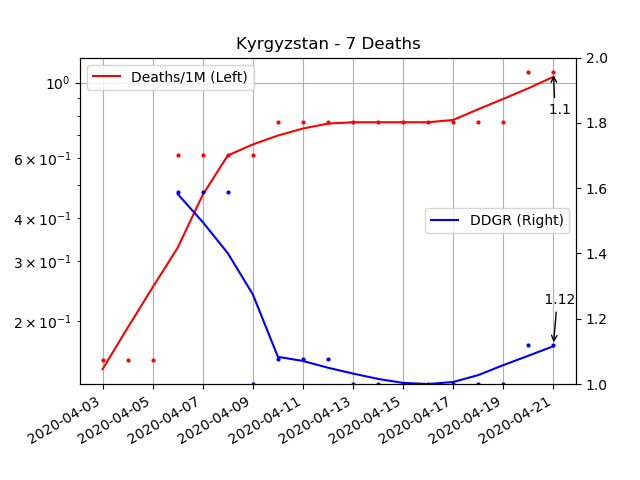 Kyrgyzstan - 7 Deaths
Deaths/1M (Left)
DDGR (Right)
10⁰
6 × 10⁻¹
4 × 10⁻¹
3 × 10⁻¹
2 × 10⁻¹
2.0
1.8
1.6
1.4
1.2
1.0
1.1
1.12
2020-04-03
2020-04-05
2020-04-07
2020-04-09
2020-04-11
2020-04-13
2020-04-15
2020-04-17
2020-04-19
2020-04-21